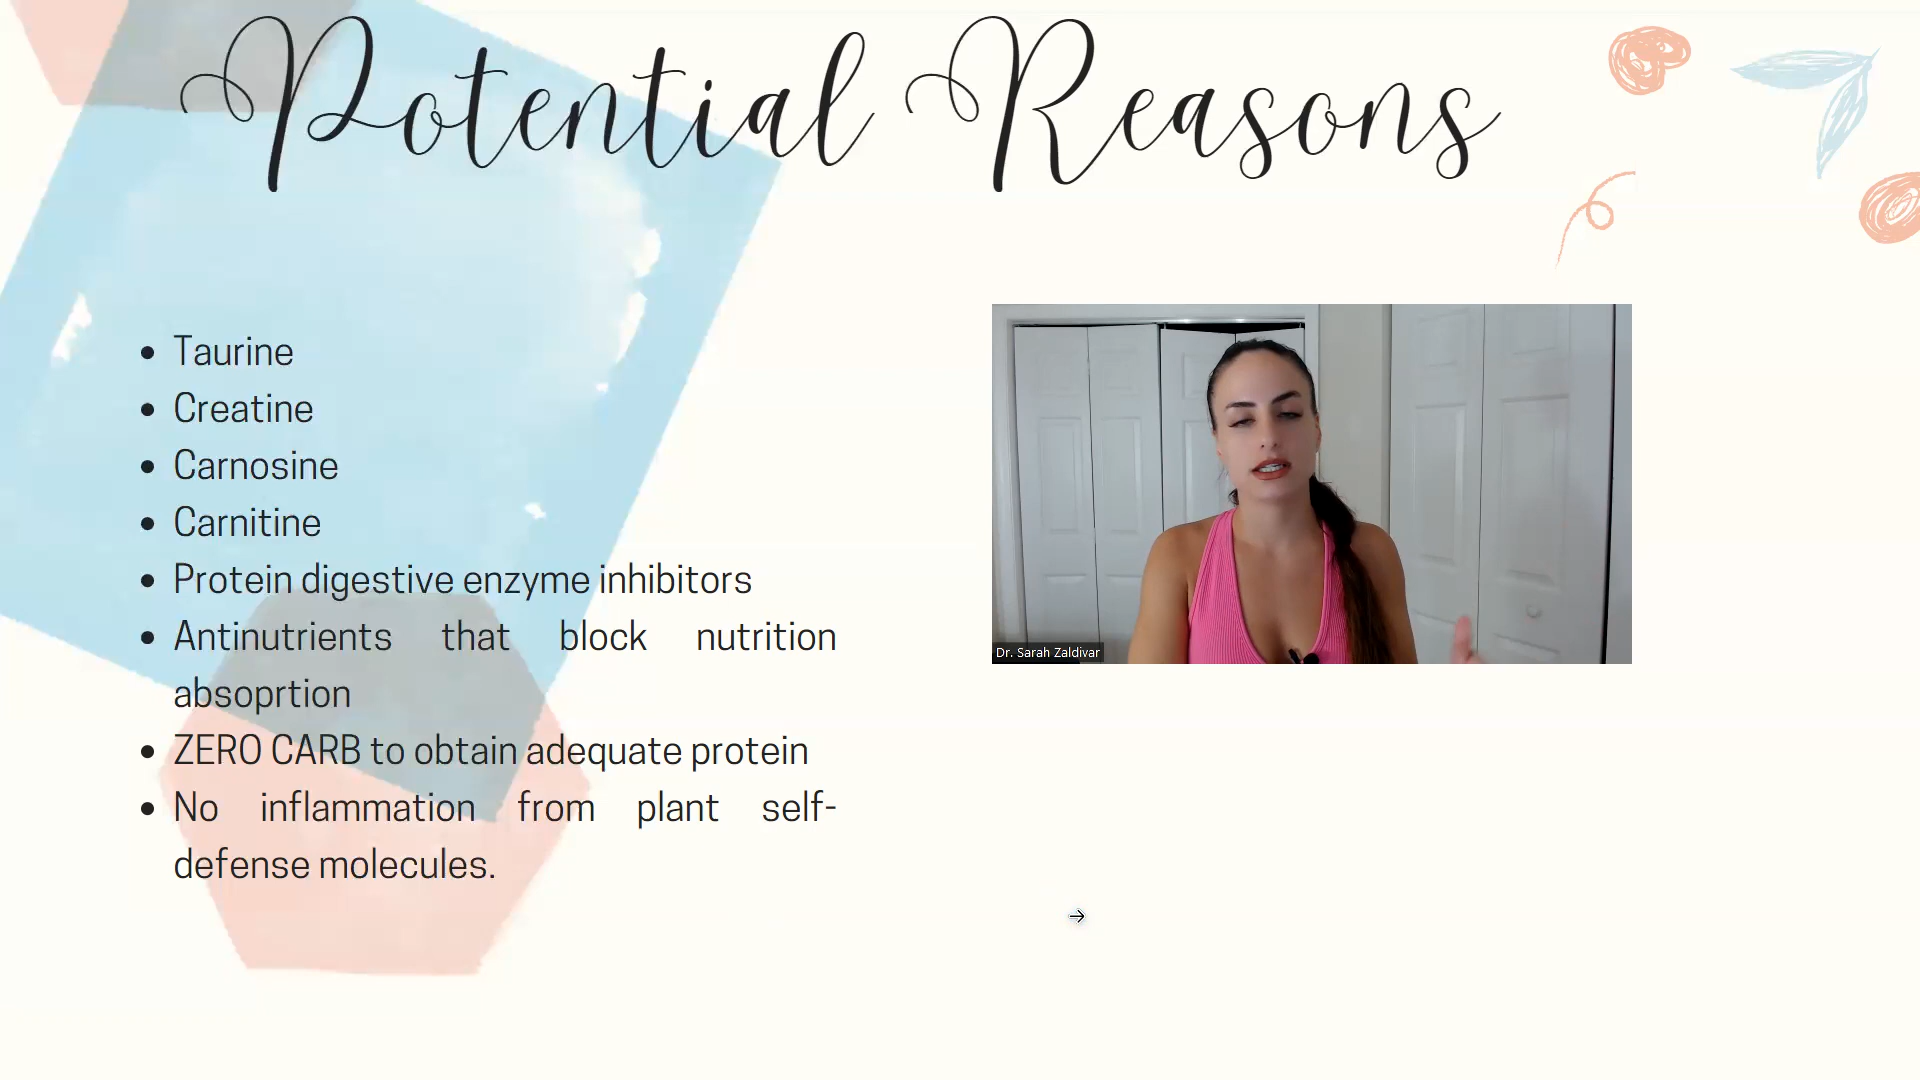 Potential Reasons
Taurine
Creatine
Carnosine
Carnitine
Protein digestive enzyme inhibitors
Antinutrients that block nutrition
absoprtion
ZERO CARB to obtain adequate protein
No inflammation from plant self-
defense molecules.
Dr. Sarah Zaldivar